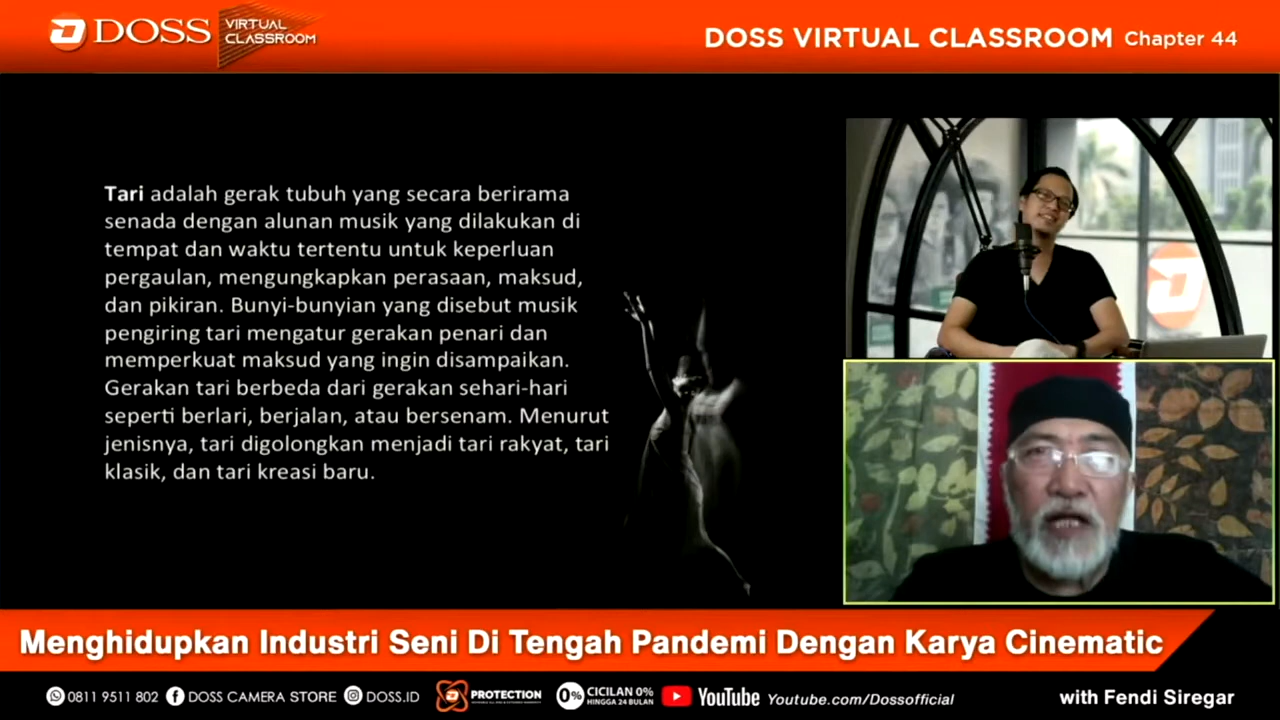 DOSS
VIRTUAL
CLASSROOM
DOSS VIRTUAL CLASSROOM Chapter 44
Tari adalah gerak tubuh yang secara berirama
senada dengan alunan musik yang dilakukan di
tempat dan waktu tertentu untuk keperluan
pergaulan, mengungkapkan perasaan, maksud,
dan pikiran. Bunyi-bunyian yang disebut musik
pengiring tari mengatur gerakan penari dan
memperkuat maksud yang ingin disampaikan.
Gerakan tari berbeda dari gerakan sehari-hari
seperti berlari, berjalan, atau bersenam. Menurut
jenisnya, tari digolongkan menjadi tari rakyat, tari
klasik, dan tari kreasi baru.
Menghidupkan Industri Seni Di Tengah Pandemi Dengan Karya Cinematic
0811 9511 802 DOSS CAMERA STORE DOSS.ID
PROTECTION
0% CICILAN 0%
HINGGA 24 BULAN
YouTube Youtube.com/Dossofficial
with Fendi Siregar